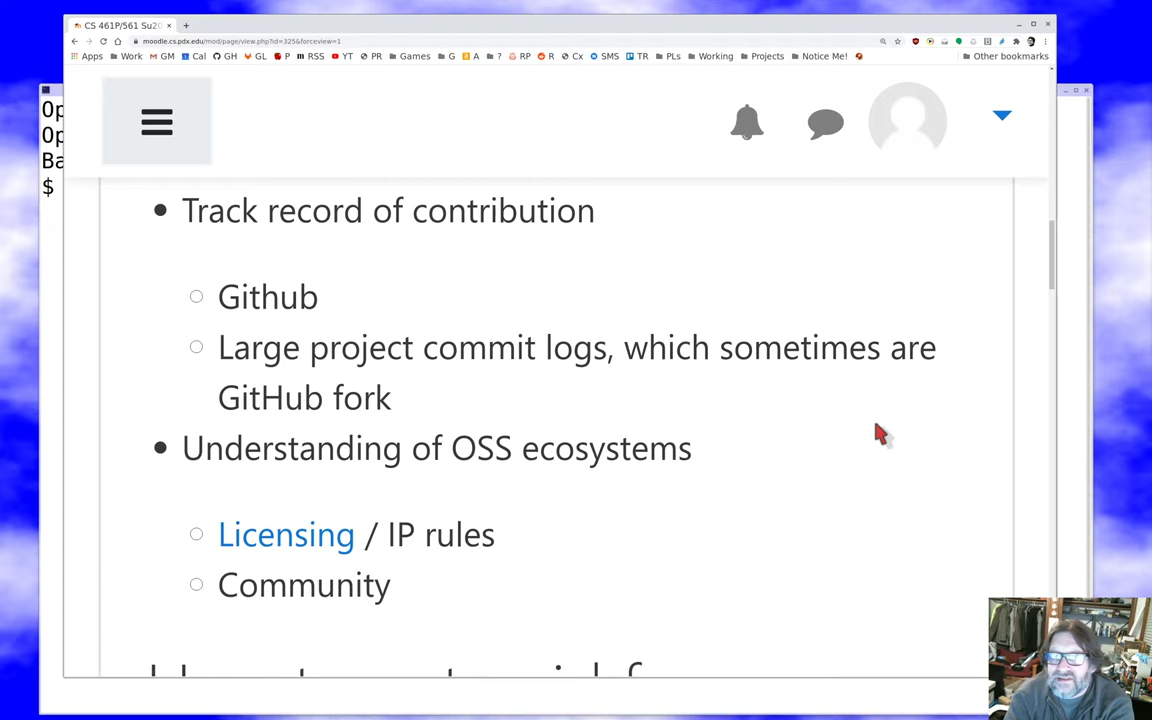 CS 461P/561 Su20
moodle.cs.pdx.edu/mod/page/view.php?id=325&forceview=1
Apps Work GM Cal GH GL P RSS YT PR Games G A ? RP R Cx SMS TR PLs Working Projects Notice Me! Other bookmarks
Op
Op
Ba
$
Track record of contribution
Github
Large project commit logs, which sometimes are
GitHub fork
Understanding of OSS ecosystems
Licensing / IP rules
Community